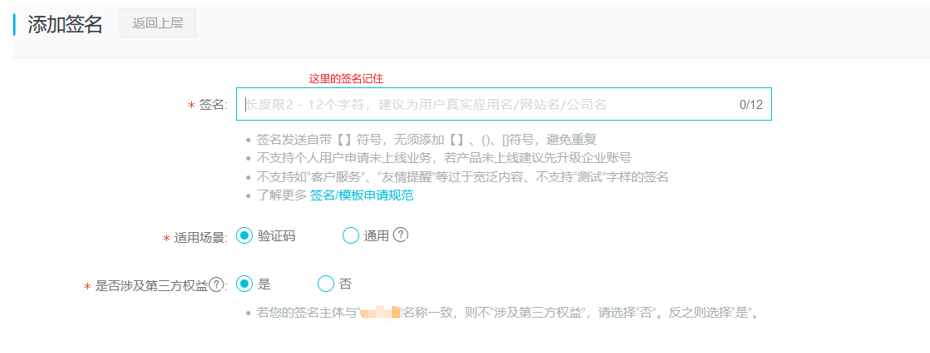 添加签名 返回上层
这里的签名记住
* 签名: 长度限2 - 12个字符，建议为用户真实应用名/网站名/公司名 0/12
签名发送自带【】符号，无须添加【】、()、[]符号，避免重复
不支持个人用户申请未上线业务，若产品未上线建议先升级企业账号
不支持如"客户服务"、"友情提醒"等过于宽泛内容、不支持"测试"字样的签名
了解更多 签名/模板申请规范
* 适用场景: 验证码 通用 ?
* 是否涉及第三方权益?: 是 否
若您的签名主体与"名称一致，则不"涉及第三方权益"，请选择"否"。反之则选择"是"。